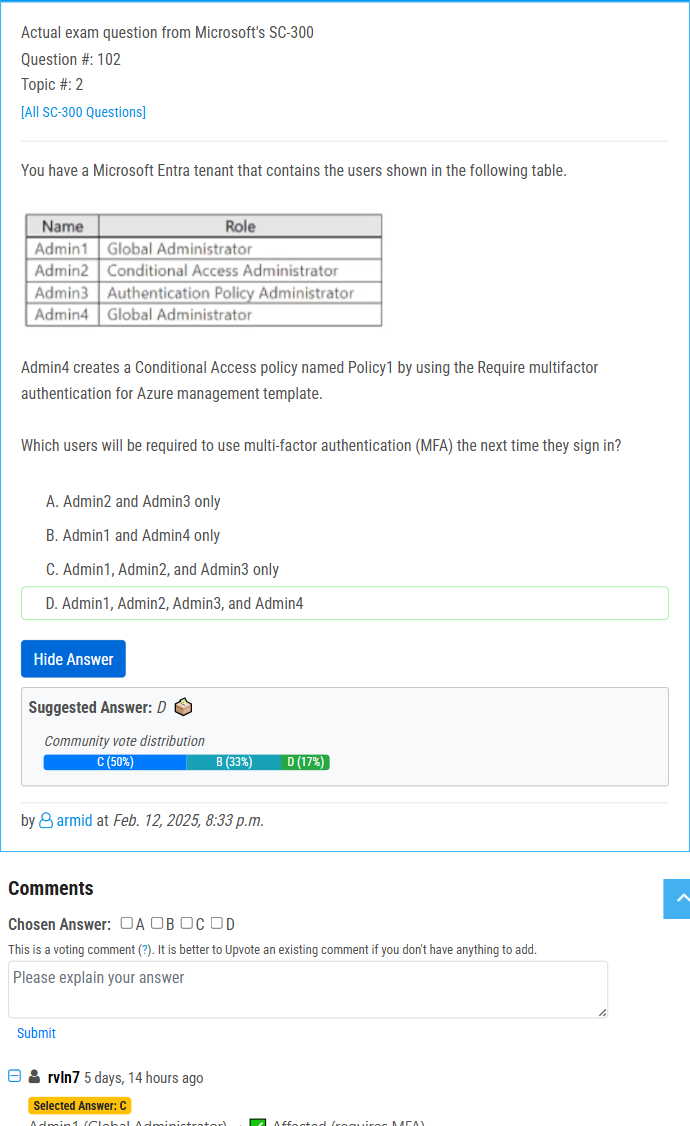 Actual exam question from Microsoft's SC-300
Question #: 102
Topic #: 2
[All SC-300 Questions]
You have a Microsoft Entra tenant that contains the users shown in the following table.
Name Role
Admin1 Global Administrator
Admin2 Conditional Access Administrator
Admin3 Authentication Policy Administrator
Admin4 Global Administrator
Admin4 creates a Conditional Access policy named Policy1 by using the Require multifactor
authentication for Azure management template.
Which users will be required to use multi-factor authentication (MFA) the next time they sign in?
A. Admin2 and Admin3 only
B. Admin1 and Admin4 only
C. Admin1, Admin2, and Admin3 only
D. Admin1, Admin2, Admin3, and Admin4
Hide Answer
Suggested Answer: D
Community vote distribution
C (50%) B (33%) D (17%)
by armid at Feb. 12, 2025, 8:33 p.m.
Comments
Chosen Answer: A B C D
This is a voting comment (?). It is better to Upvote an existing comment if you don't have anything to add.
Please explain your answer
Submit
rvln7 5 days, 14 hours ago
Selected Answer: C
Admin1 (Global Administrator) → ✅ Affected (requires MFA)